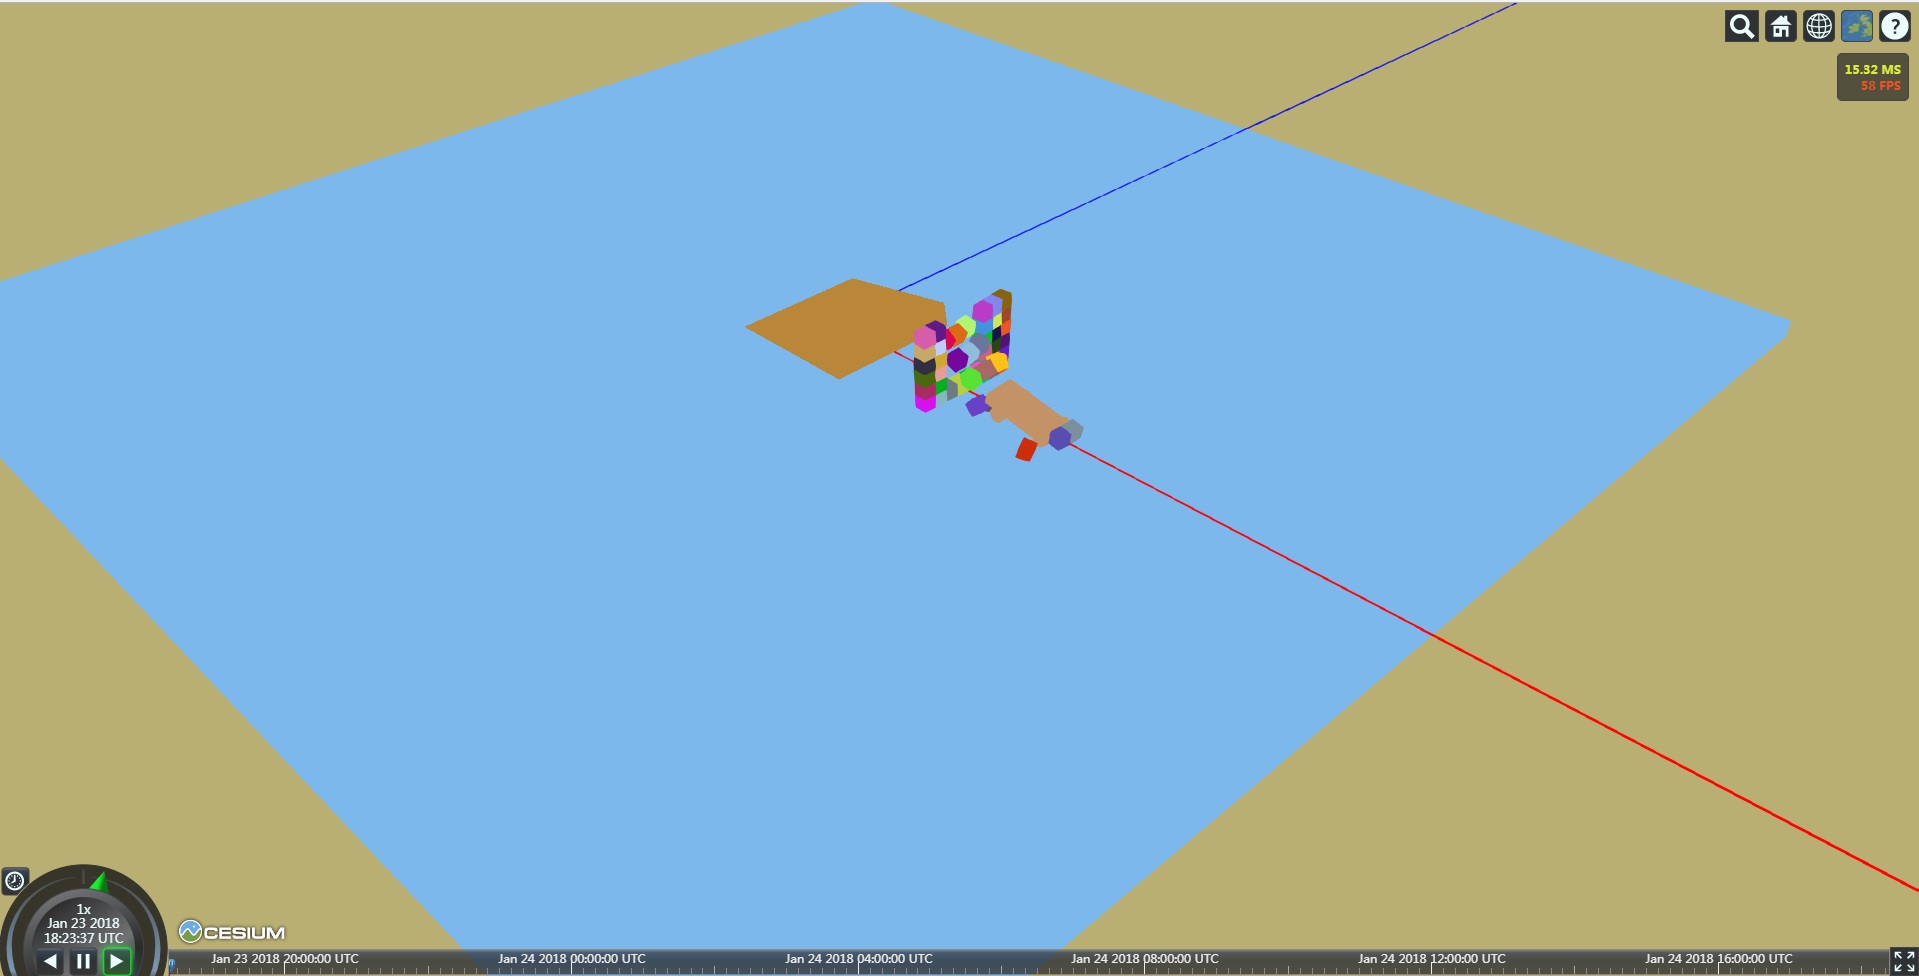 ?
15.32 MS
58 FPS
1x
Jan 23 2018
18:23:37 UTC
CESIUM
Jan 23 2018 20:00:00 UTC
Jan 24 2018 00:00:00 UTC
Jan 24 2018 04:00:00 UTC
Jan 24 2018 08:00:00 UTC
Jan 24 2018 12:00:00 UTC
Jan 24 2018 16:00:00 UTC